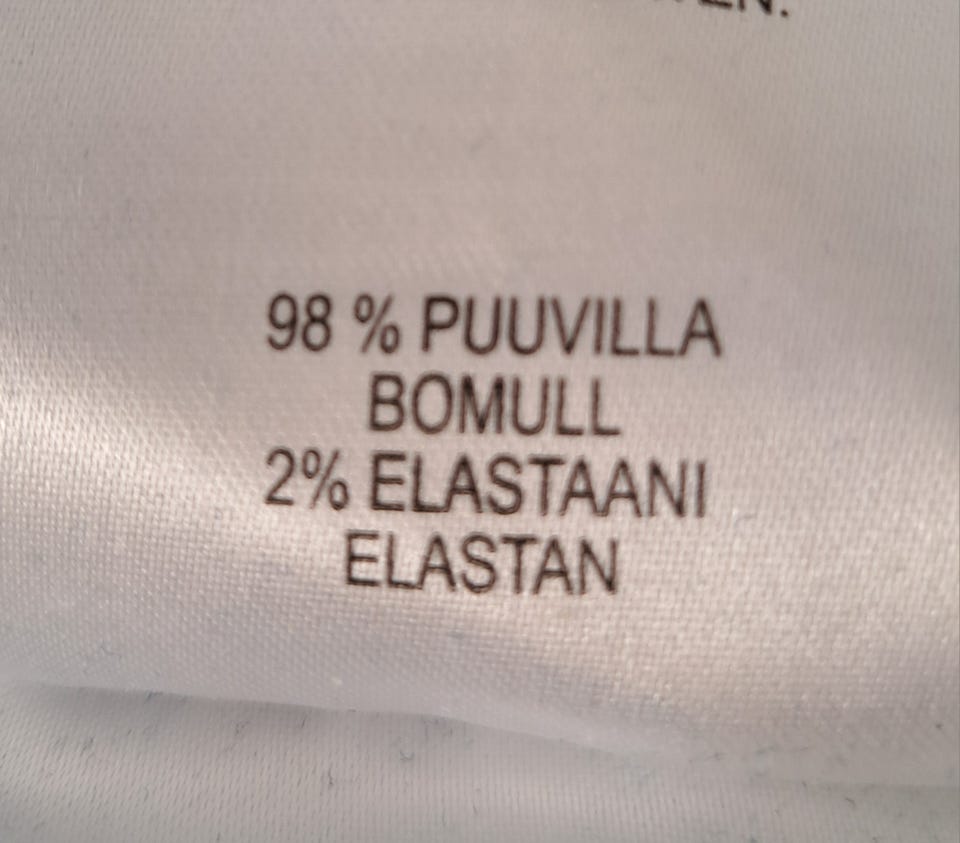 98 % PUUVILLA
BOMULL
2% ELASTAANI
ELASTAN